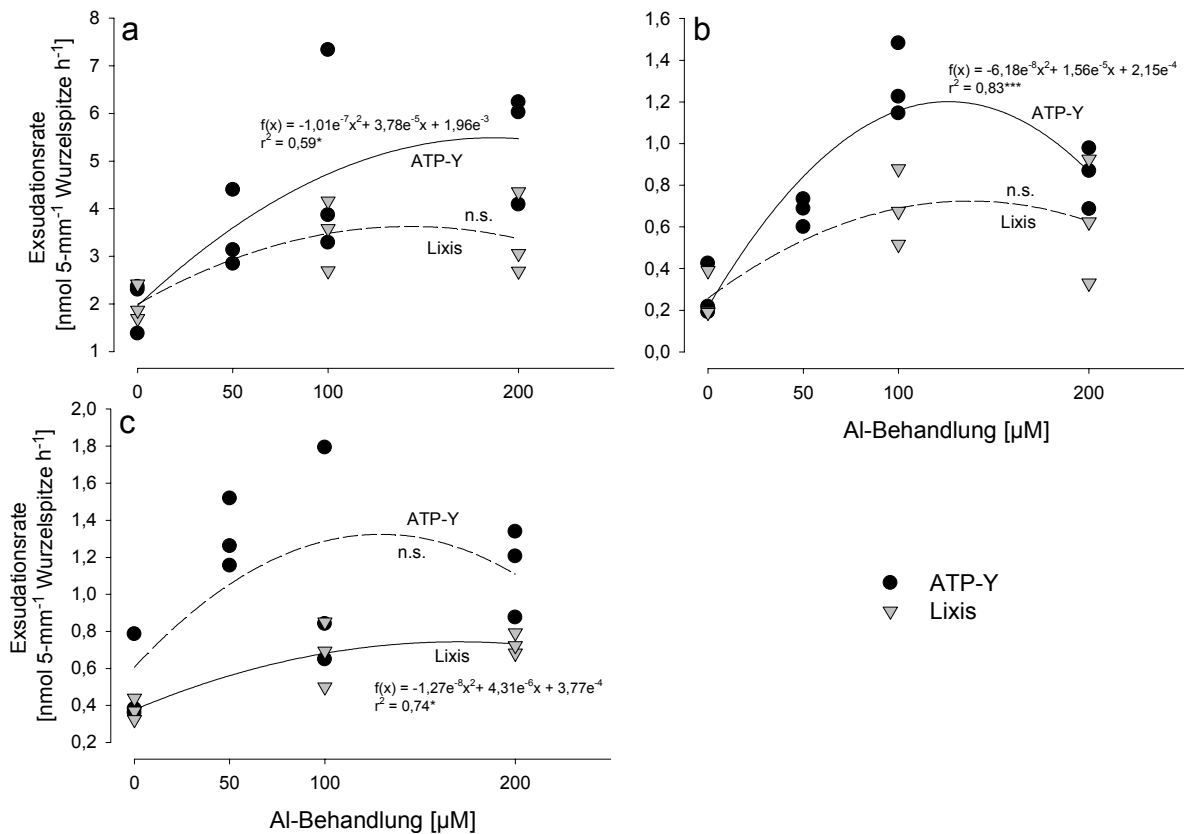 a
Exsudationsrate
[nmol 5-mm⁻¹ Wurzelspitze h⁻¹]
8
7
6
5
4
3
2
1
f(x) = -1,01e⁻⁷x²+ 3,78e⁻⁵x + 1,96e⁻³
r² = 0,59*
ATP-Y
n.s.
Lixis
0
50
100
200
b
1,6
1,4
1,2
1,0
0,8
0,6
0,4
0,2
0,0
f(x) = -6,18e⁻⁸x²+ 1,56e⁻⁵x + 2,15e⁻⁴
r² = 0,83***
ATP-Y
n.s.
Lixis
0
50
100
200
Al-Behandlung [µM]
c
Exsudationsrate
[nmol 5-mm⁻¹ Wurzelspitze h⁻¹]
2,0
1,8
1,6
1,4
1,2
1,0
0,8
0,6
0,4
0,2
ATP-Y
n.s.
Lixis
f(x) = -1,27e⁻⁸x²+ 4,31e⁻⁶x + 3,77e⁻⁴
r² = 0,74*
0
50
100
200
Al-Behandlung [µM]
ATP-Y
Lixis